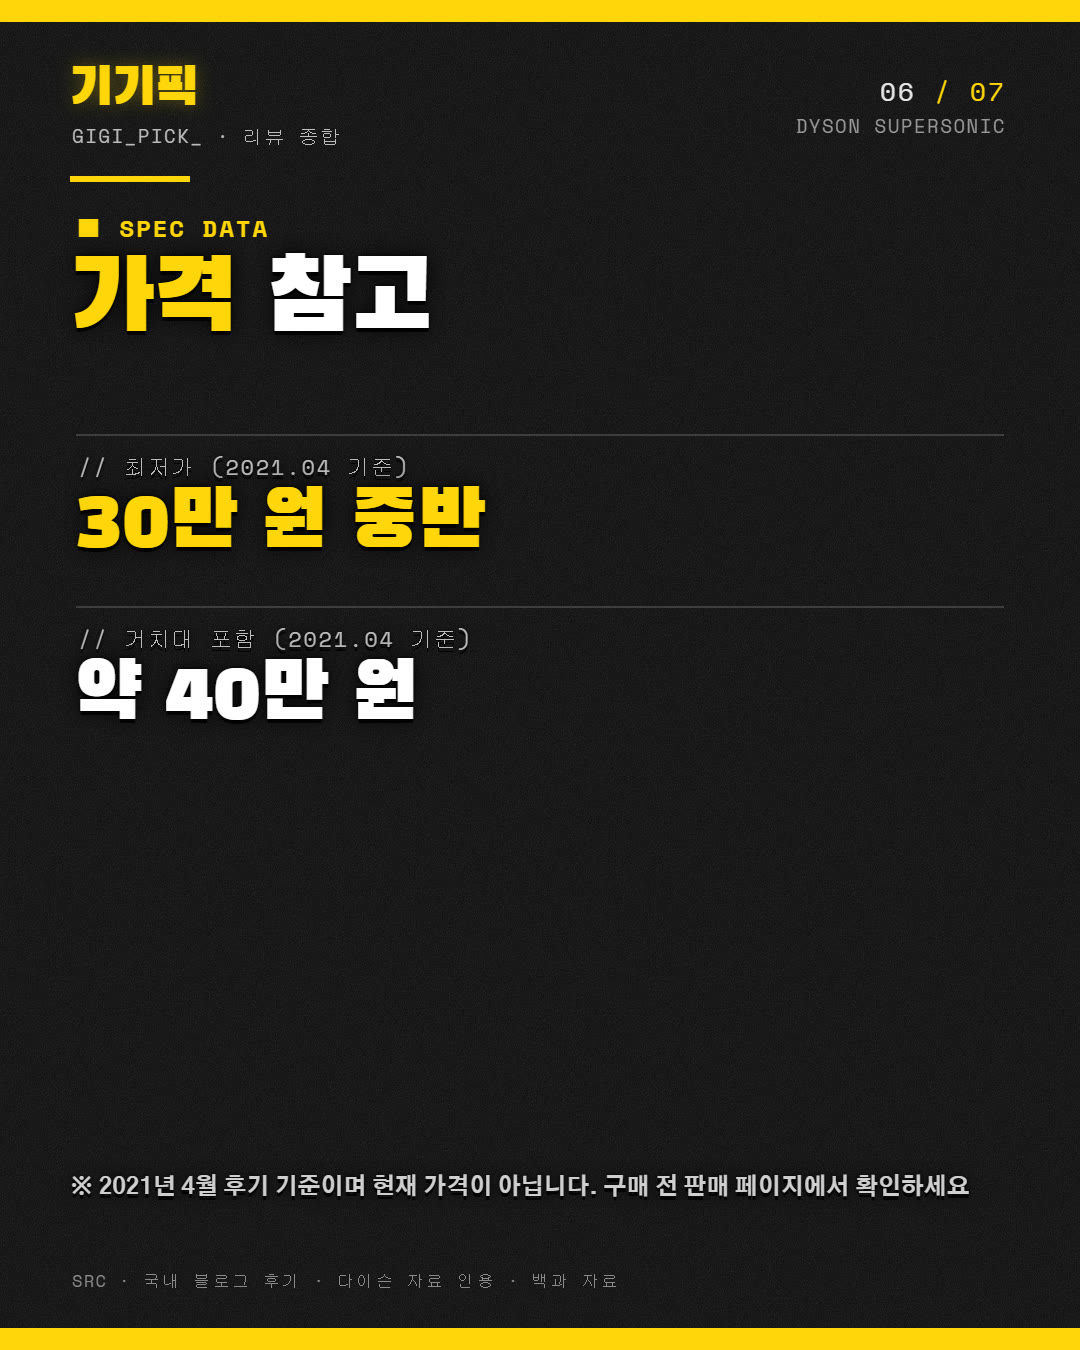 기기픽
GIGI_PICK_ · 리뷰 종합
06 / 07
DYSON SUPERSONIC
■ SPEC DATA
가격 참고
// 최저가 (2021.04 기준)
30만 원 중반
// 거치대 포함 (2021.04 기준)
약 40만 원
※ 2021년 4월 후기 기준이며 현재 가격이 아닙니다. 구매 전 판매 페이지에서 확인하세요
SRC · 국내 블로그 후기 · 다이슨 자료 인용 · 백과 자료